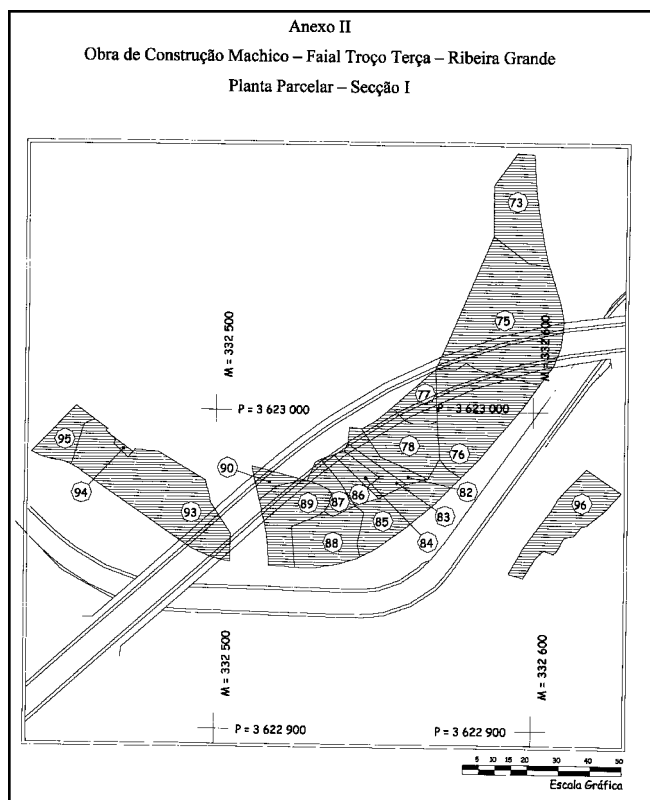 Anexo II
Obra de Construção Machico – Faial Troço Terça – Ribeira Grande
Planta Parcelar – Secção I
73
75
M = 332 500
M = 332 600
77
P = 3 623 000
P = 3 623 000
95
78
76
90
94
93
89
87
86
82
96
85
83
88
84
M = 332 500
M = 332 600
P = 3 622 900
P = 3 622 900
5 10 15 20 30 40 50
Escala Gráfica